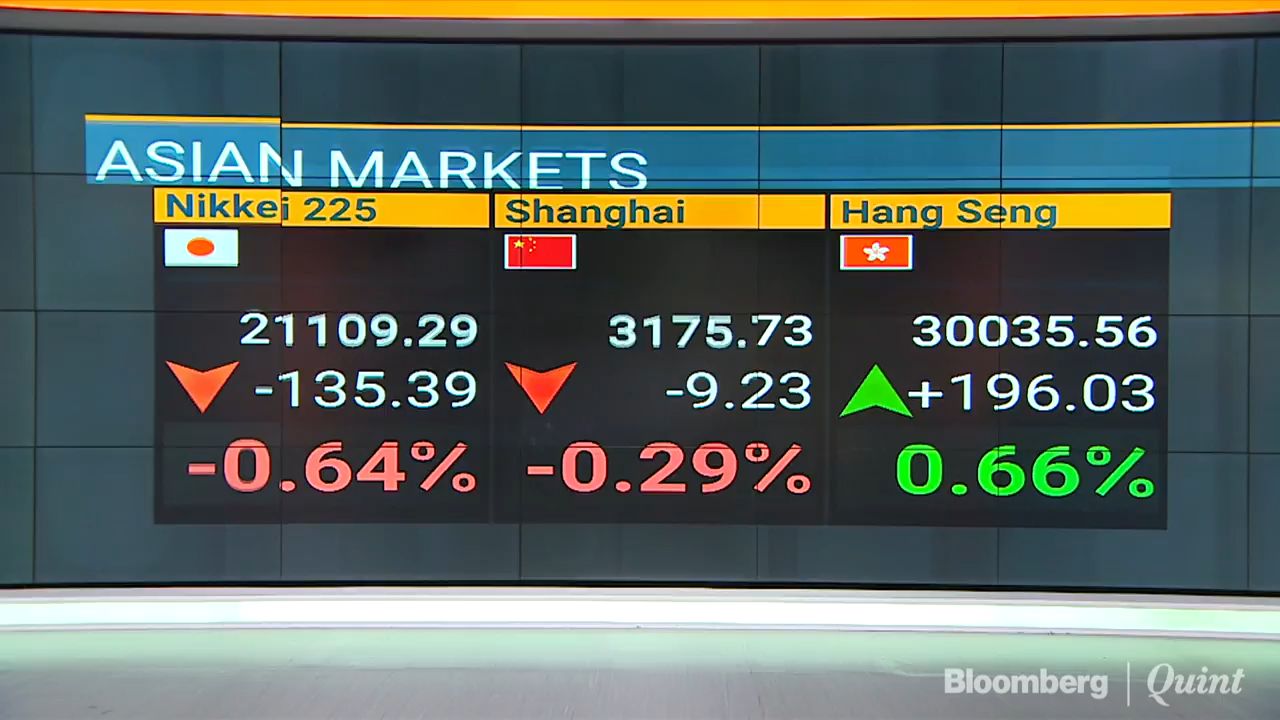 ASIAN MARKETS
Nikkei 225 Shanghai Hang Seng
21109.29 3175.73 30035.56
-135.39 -9.23 +196.03
-0.64% -0.29% 0.66%
Bloomberg | Quint